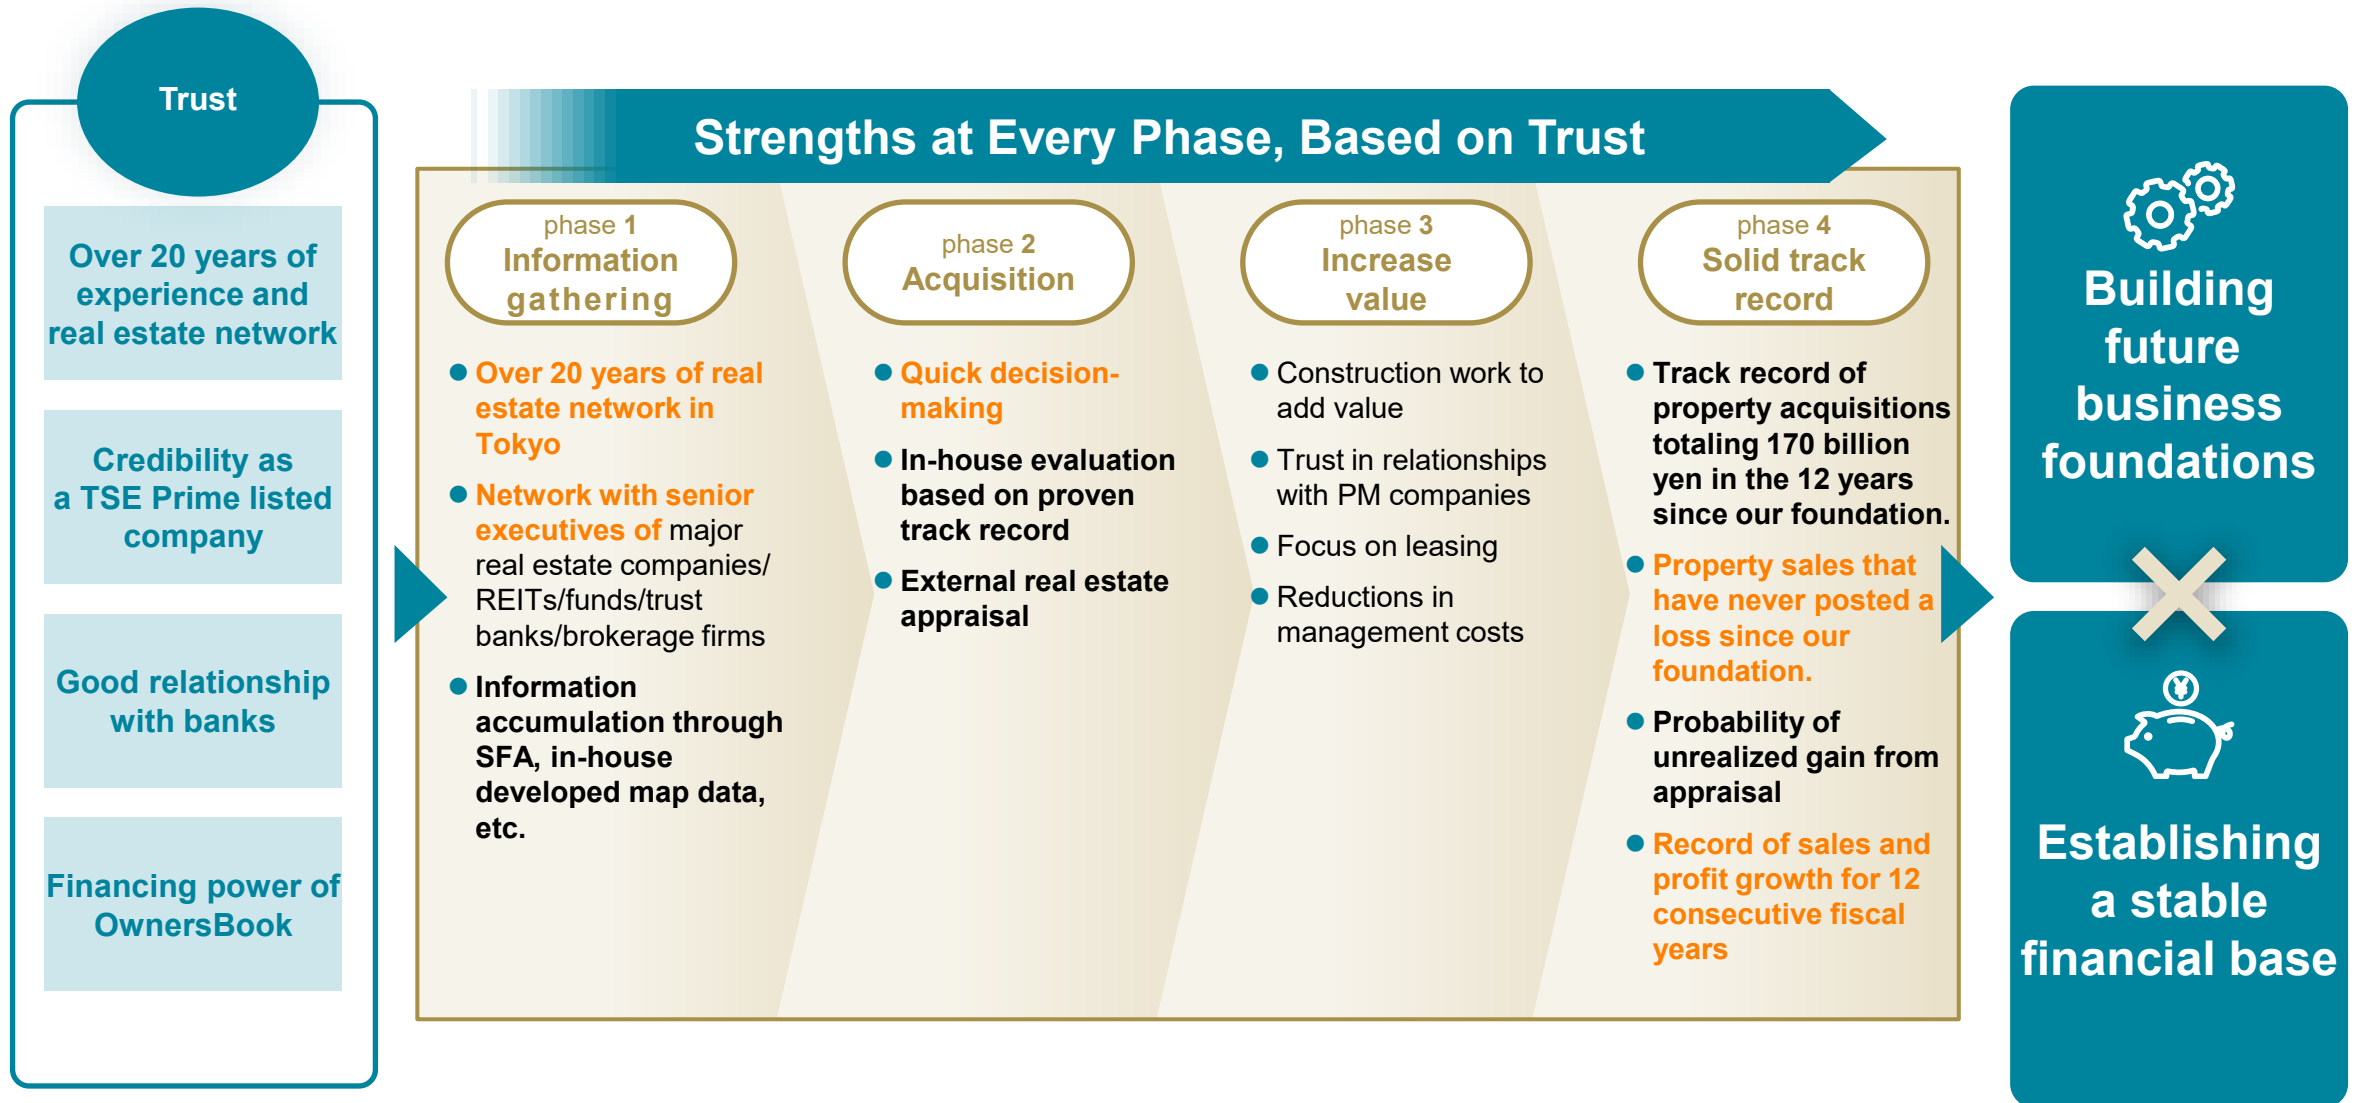 Trust
Over 20 years of
experience and
real estate network
Credibility as
a TSE Prime listed
company
Good relationship
with banks
Financing power of
OwnersBook
Strengths at Every Phase, Based on Trust
phase 1
Information
gathering
● Over 20 years of real
estate network in
Tokyo
● Network with senior
executives of major
real estate companies/
REITs/funds/trust
banks/brokerage firms
● Information
accumulation through
SFA, in-house
developed map data,
etc.
phase 2
Acquisition
● Quick decision-
making
● In-house evaluation
based on proven
track record
● External real estate
appraisal
phase 3
Increase
value
● Construction work to
add value
● Trust in relationships
with PM companies
● Focus on leasing
● Reductions in
management costs
phase 4
Solid track
record
● Track record of
property acquisitions
totaling 170 billion
yen in the 12 years
since our foundation.
● Property sales that
have never posted a
loss since our
foundation.
● Probability of
unrealized gain from
appraisal
● Record of sales and
profit growth for 12
consecutive fiscal
years
Building
future
business
foundations
¥
Establishing
a stable
financial base